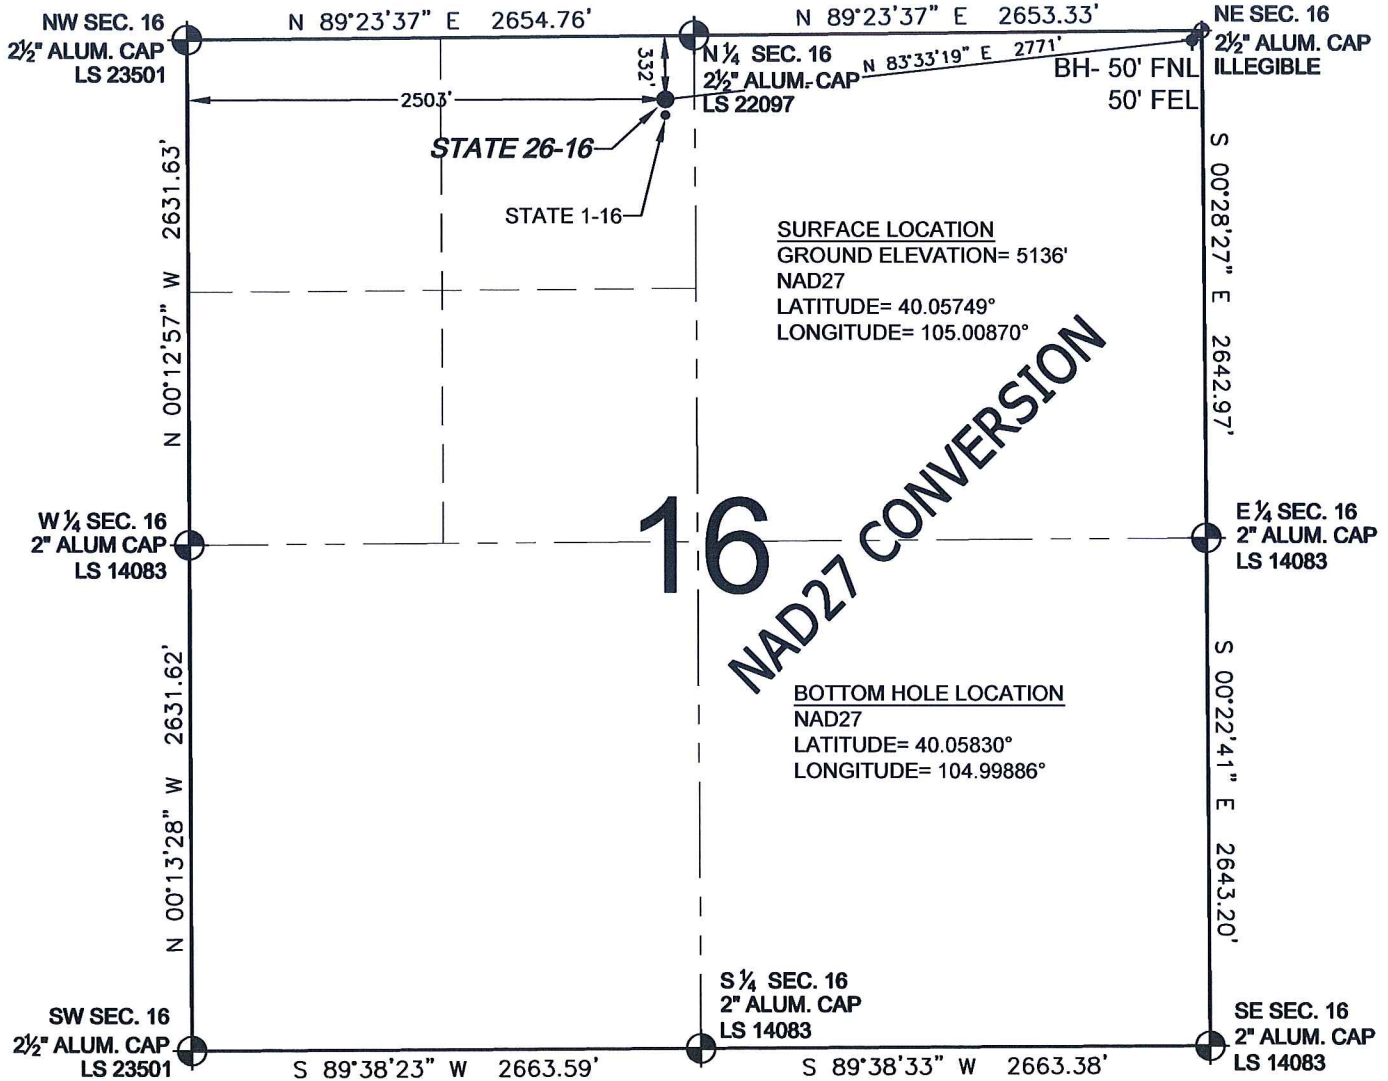 NW SEC. 16
2½" ALUM. CAP
LS 23501
N 89°23'37" E 2654.76'
N 89°23'37" E 2653.33'
NE SEC. 16
2½" ALUM. CAP
ILLEGIBLE
N ¼ SEC. 16
2½" ALUM. CAP
LS 22097
N 83°33'19" E 2771'
BH- 50' FNL
50' FEL
332'
2503'
STATE 26-16
STATE 1-16
N 00°12'57" W 2631.63'
S 00°28'27" E 2642.97'
SURFACE LOCATION
GROUND ELEVATION= 5136'
NAD27
LATITUDE= 40.05749°
LONGITUDE= 105.00870°
NAD27 CONVERSION
16
W ¼ SEC. 16
2" ALUM CAP
LS 14083
E ¼ SEC. 16
2" ALUM. CAP
LS 14083
N 00°13'28" W 2631.62'
S 00°22'41" E 2643.20'
BOTTOM HOLE LOCATION
NAD27
LATITUDE= 40.05830°
LONGITUDE= 104.99886°
SW SEC. 16
2½" ALUM. CAP
LS 23501
S ¼ SEC. 16
2" ALUM. CAP
LS 14083
SE SEC. 16
2" ALUM. CAP
LS 14083
S 89°38'23" W 2663.59'
S 89°38'33" W 2663.38'